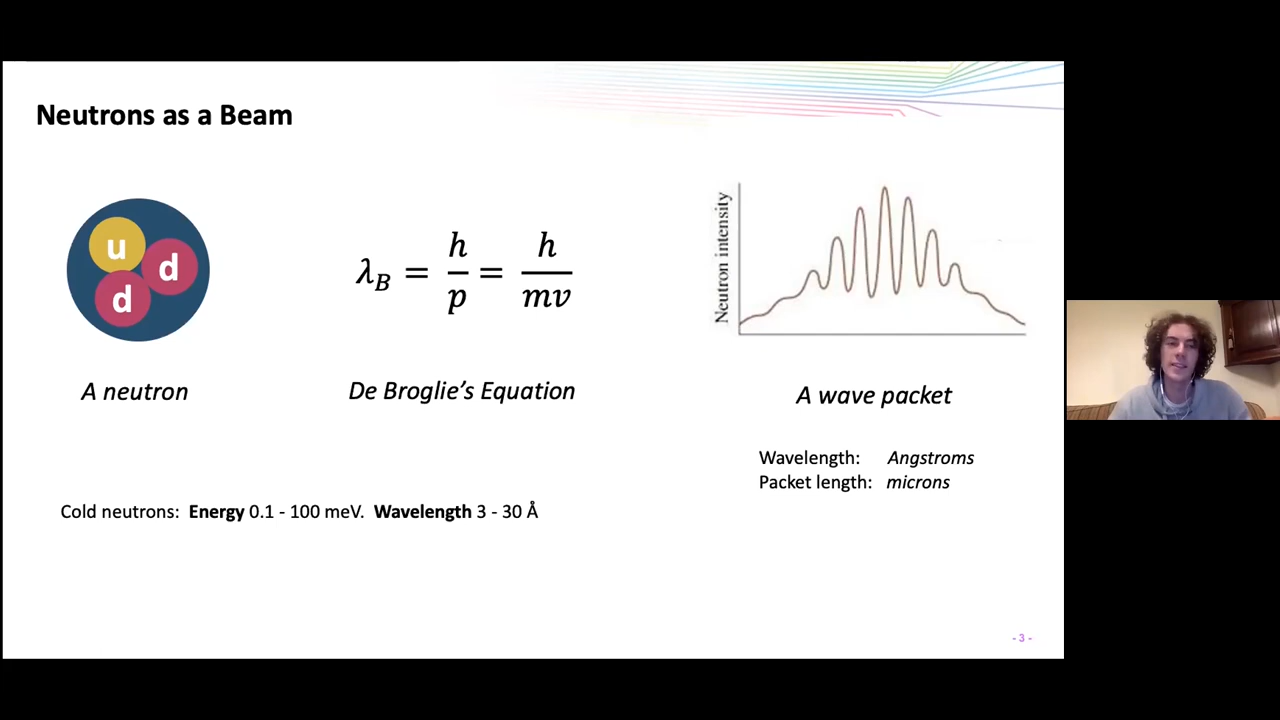 Neutrons as a Beam
u
d
d
A neutron
λ_B = h/p = h/mv
De Broglie’s Equation
Neutron intensity
A wave packet
Wavelength: Angstroms
Packet length: microns
Cold neutrons: Energy 0.1 - 100 meV. Wavelength 3 - 30 Å
- 3 -